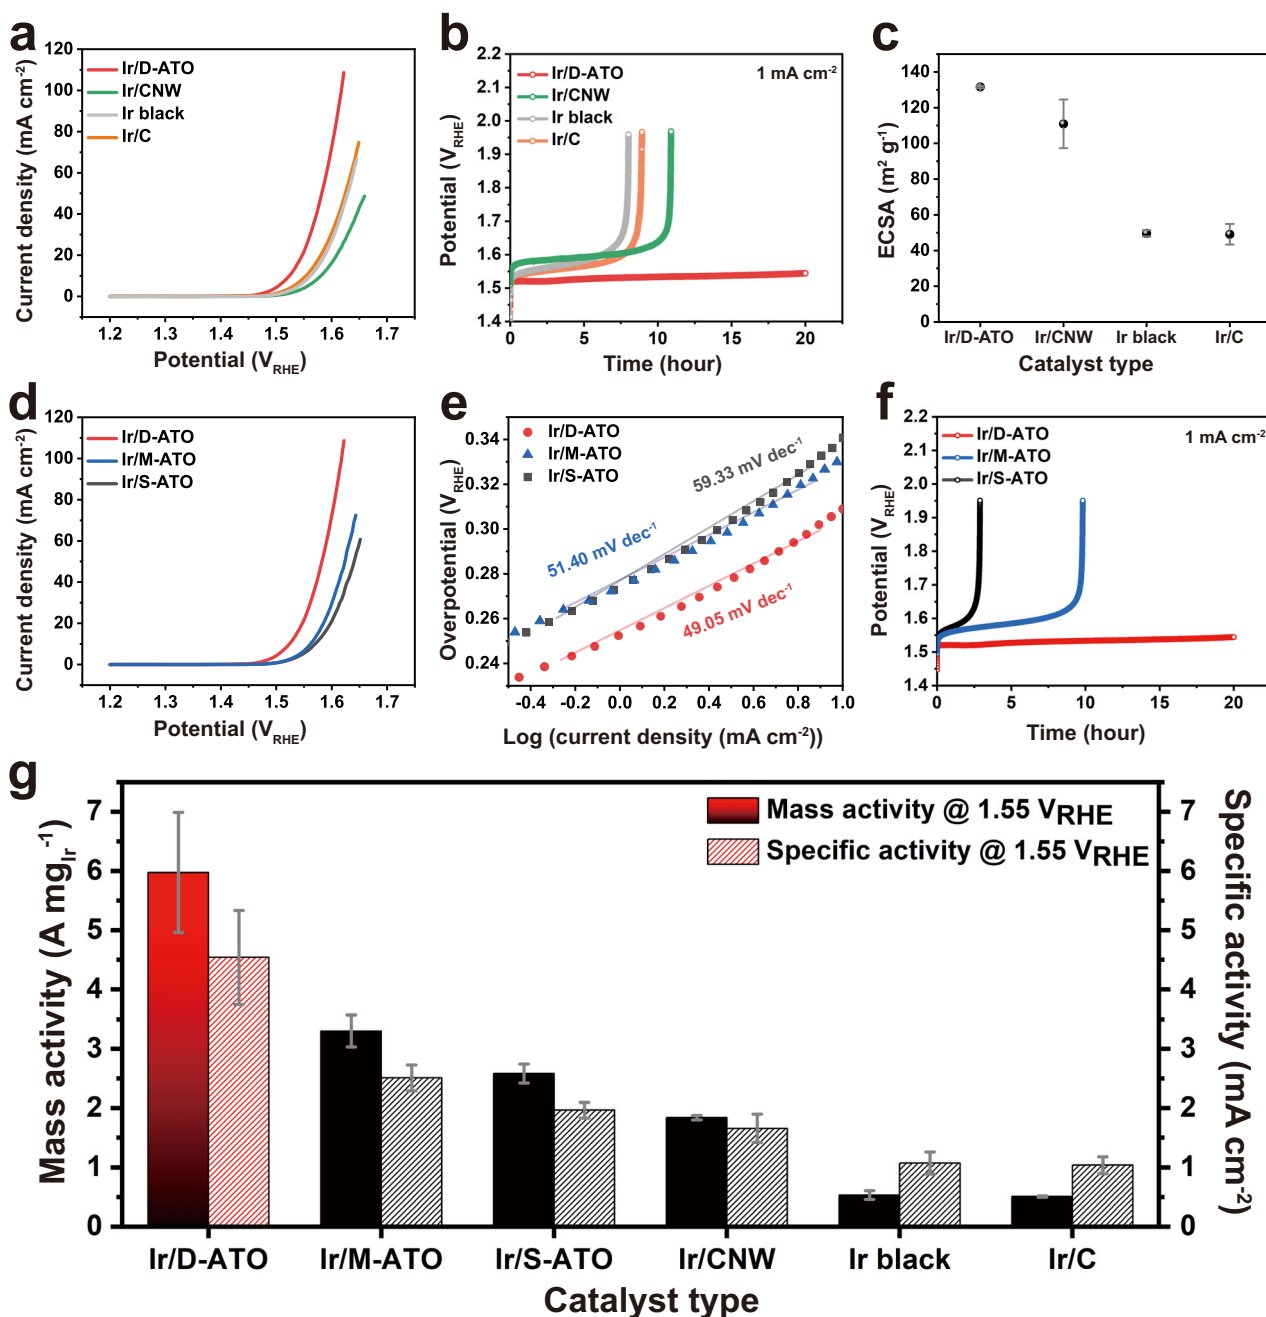 a
Current density (mA cm⁻²)
120
100
80
60
40
20
0
Ir/D-ATO
Ir/CNW
Ir black
Ir/C
1.2 1.3 1.4 1.5 1.6 1.7
Potential (V_RHE)
b
Potential (V_RHE)
2.2
2.1
2.0
1.9
1.8
1.7
1.6
1.5
1.4
Ir/D-ATO
Ir/CNW
Ir black
Ir/C
1 mA cm⁻²
0 5 10 15 20
Time (hour)
c
ECSA (m² g⁻¹)
140
120
100
80
60
40
20
0
Ir/D-ATO Ir/CNW Ir black Ir/C
Catalyst type
d
Current density (mA cm⁻²)
120
100
80
60
40
20
0
Ir/D-ATO
Ir/M-ATO
Ir/S-ATO
1.2 1.3 1.4 1.5 1.6 1.7
Potential (V_RHE)
e
Overpotential (V_RHE)
0.34
0.32
0.30
0.28
0.26
0.24
Ir/D-ATO
Ir/M-ATO
Ir/S-ATO
59.33 mV dec⁻¹
51.40 mV dec⁻¹
49.05 mV dec⁻¹
-0.4 -0.2 0.0 0.2 0.4 0.6 0.8 1.0
Log (current density (mA cm⁻²))
f
Potential (V_RHE)
2.2
2.1
2.0
1.9
1.8
1.7
1.6
1.5
1.4
Ir/D-ATO
Ir/M-ATO
Ir/S-ATO
1 mA cm⁻²
0 5 10 15 20
Time (hour)
g
Mass activity (A mg_Ir⁻¹)
7
6
5
4
3
2
1
0
Mass activity @ 1.55 V_RHE
Specific activity @ 1.55 V_RHE
7
6
5
4
3
2
1
0
Specific activity (mA cm⁻²)
Ir/D-ATO Ir/M-ATO Ir/S-ATO Ir/CNW Ir black Ir/C
Catalyst type